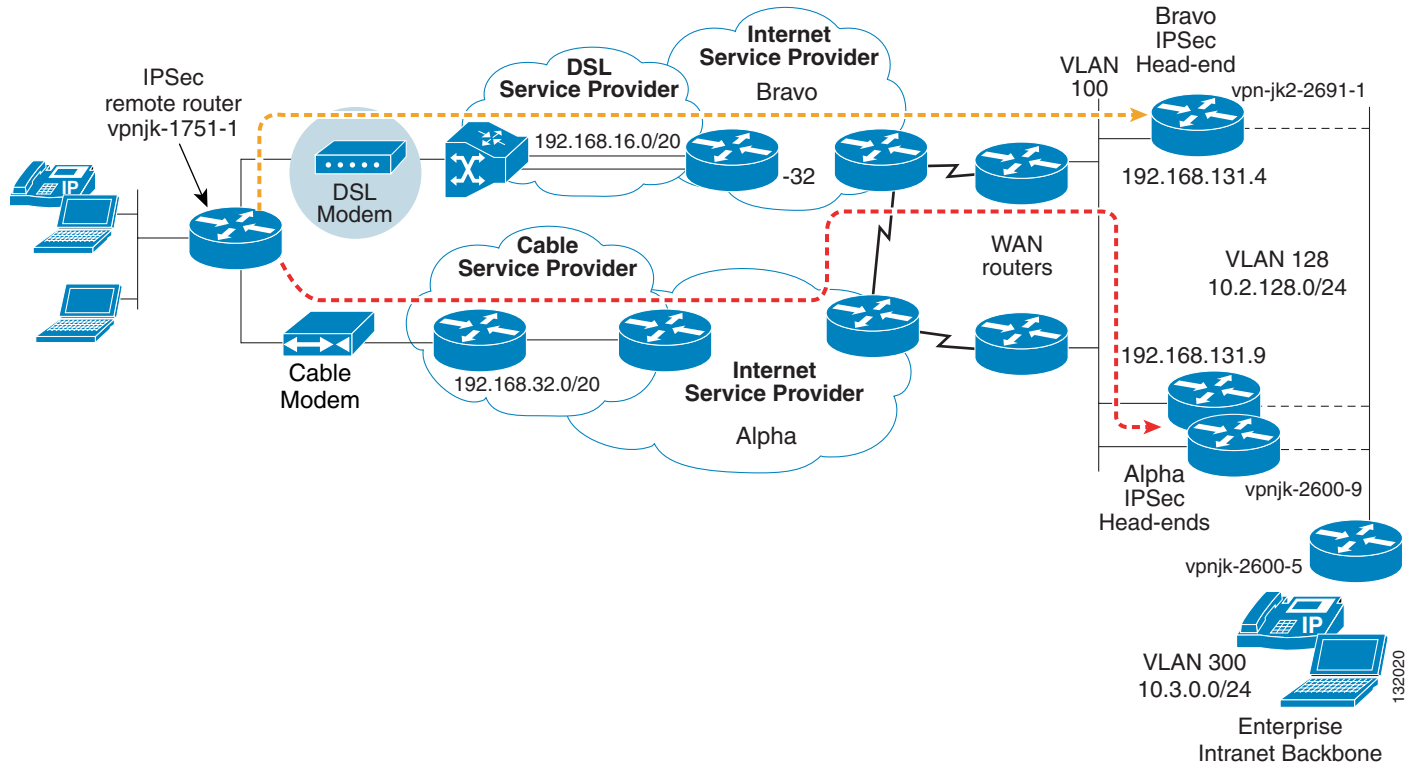 Bravo
IPSec
Head-end
Internet
Service Provider
Bravo
DSL
Service Provider
VLAN
100
vpn-jk2-2691-1
IPSec
remote router
vpnjk-1751-1
192.168.16.0/20
-32
192.168.131.4
IP
DSL
Modem
Cable
Service Provider
WAN
routers
VLAN 128
10.2.128.0/24
192.168.131.9
Cable
Modem
192.168.32.0/20
Internet
Service Provider
Alpha
Alpha
IPSec
Head-ends
vpnjk-2600-9
vpnjk-2600-5
IP
VLAN 300
10.3.0.0/24
132020
Enterprise
Intranet Backbone